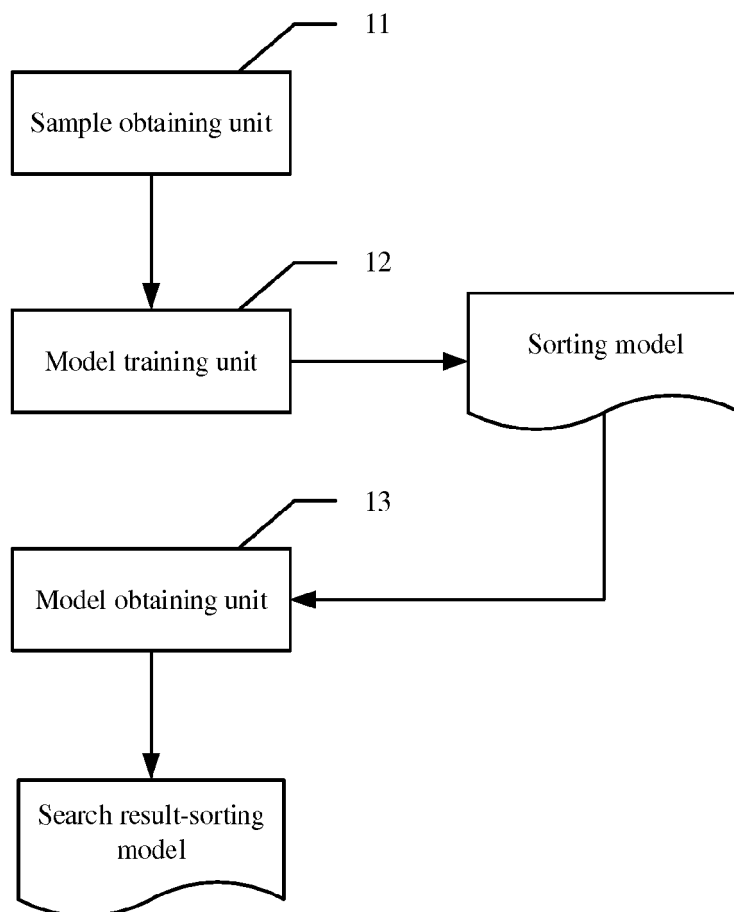 11
Sample obtaining unit
12
Model training unit
Sorting model
13
Model obtaining unit
Search result-sorting
model